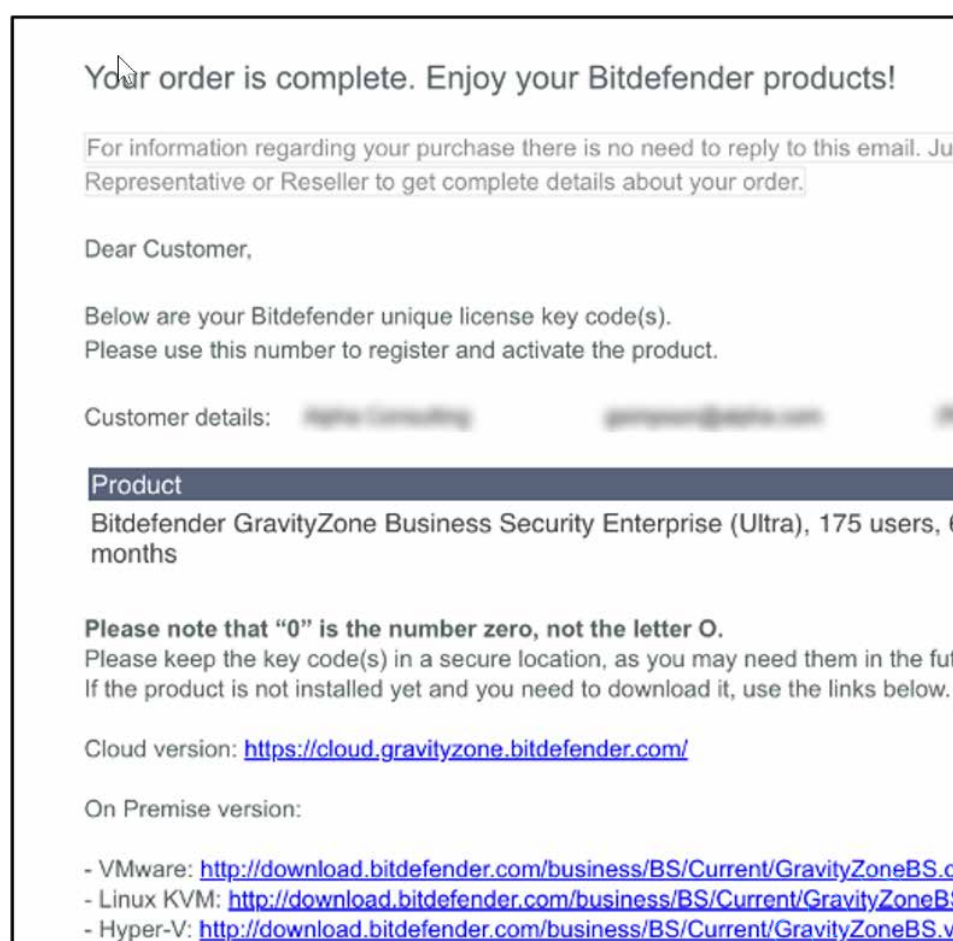 Your order is complete. Enjoy your Bitdefender products!
For information regarding your purchase there is no need to reply to this email. Ju
Representative or Reseller to get complete details about your order.
Dear Customer,
Below are your Bitdefender unique license key code(s).
Please use this number to register and activate the product.
Customer details:
Product
Bitdefender GravityZone Business Security Enterprise (Ultra), 175 users,
months
Please note that “0” is the number zero, not the letter O.
Please keep the key code(s) in a secure location, as you may need them in the fut
If the product is not installed yet and you need to download it, use the links below.
Cloud version: https://cloud.gravityzone.bitdefender.com/
On Premise version:
- VMware: http://download.bitdefender.com/business/BS/Current/GravityZoneBS.o
- Linux KVM: http://download.bitdefender.com/business/BS/Current/GravityZoneBS
- Hyper-V: http://download.bitdefender.com/business/BS/Current/GravityZoneBS.v